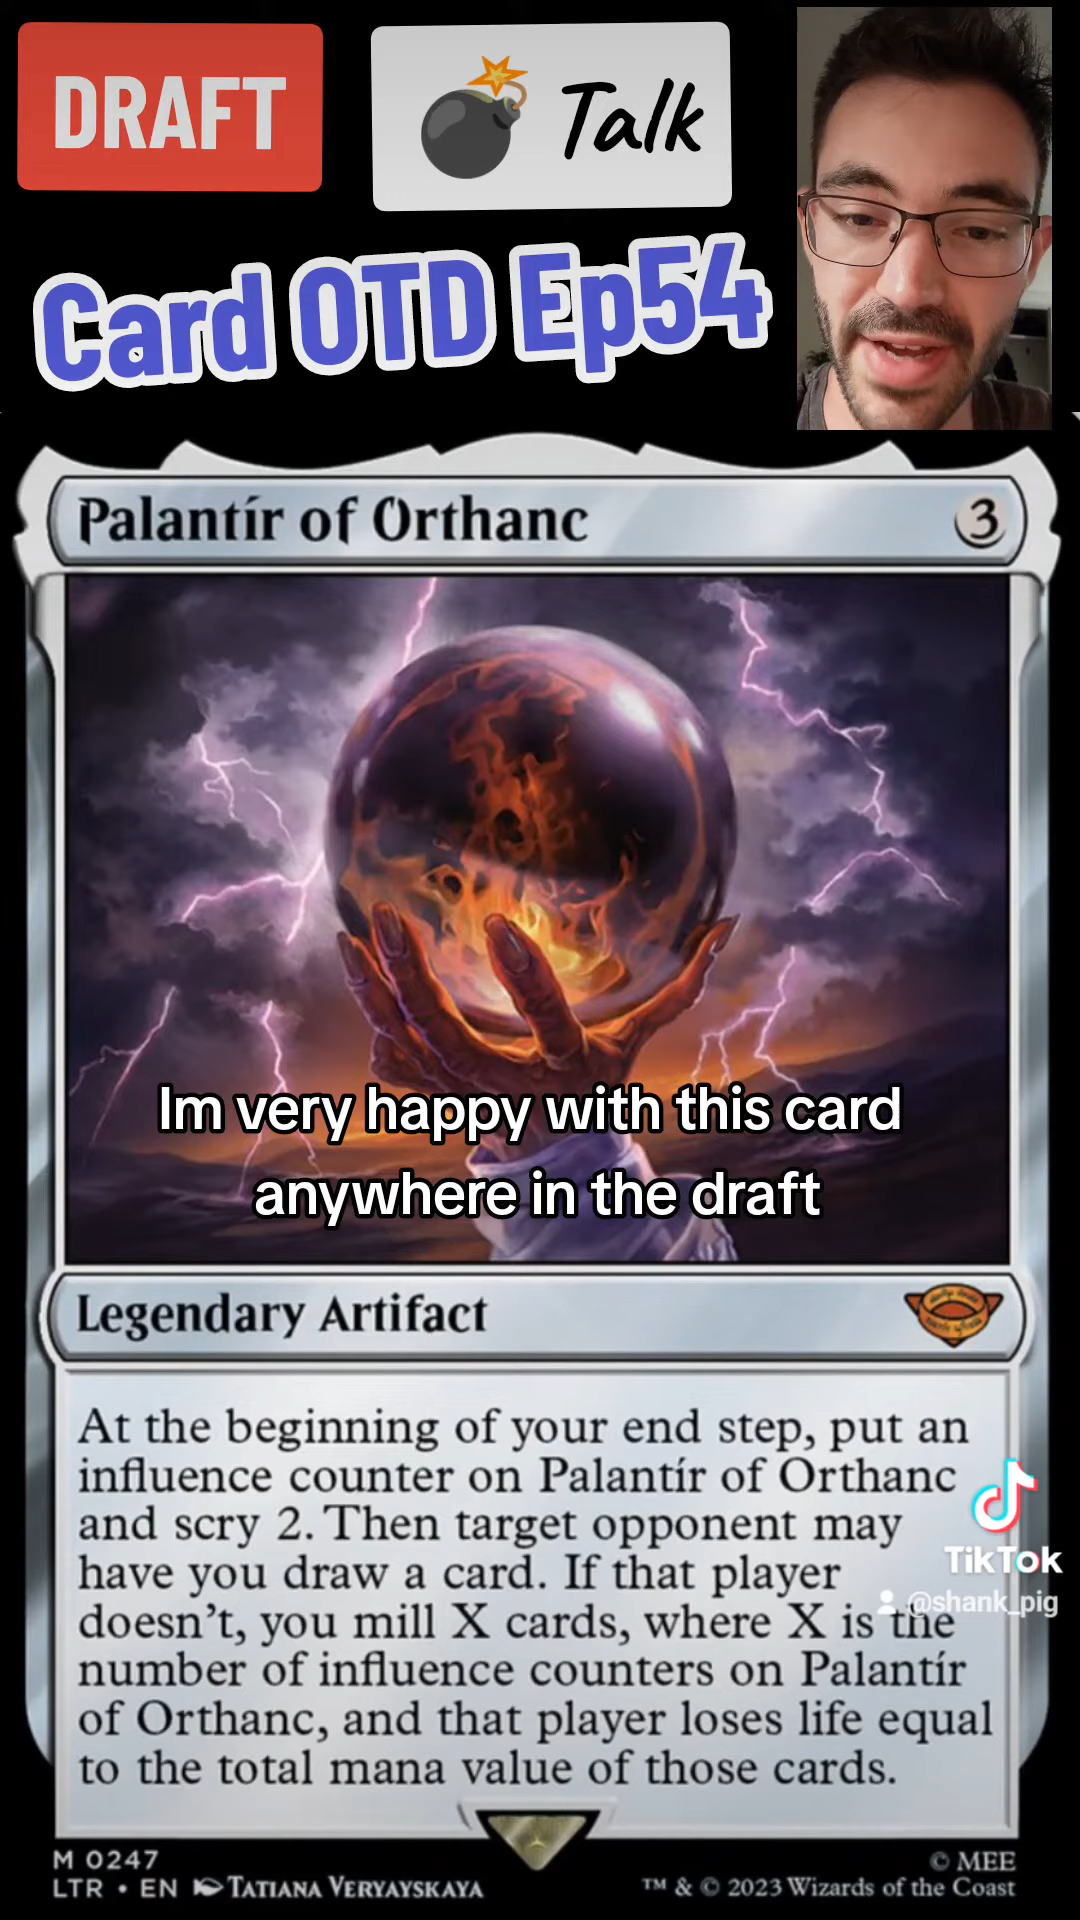 DRAFT
Talk
Card OTD Ep54
Palantír of Orthanc
3
Im very happy with this card
anywhere in the draft
Legendary Artifact
At the beginning of your end step, put an
influence counter on Palantír of Orthanc
and scry 2. Then target opponent may
have you draw a card. If that player
doesn't, you mill X cards, where X is the
number of influence counters on Palantír
of Orthanc, and that player loses life equal
to the total mana value of those cards.
TikTok
@shank_pig
M 0247
LTR • EN TATIANA VERYAYSKAYA
© MEE
™ & © 2023 Wizards of the Coast